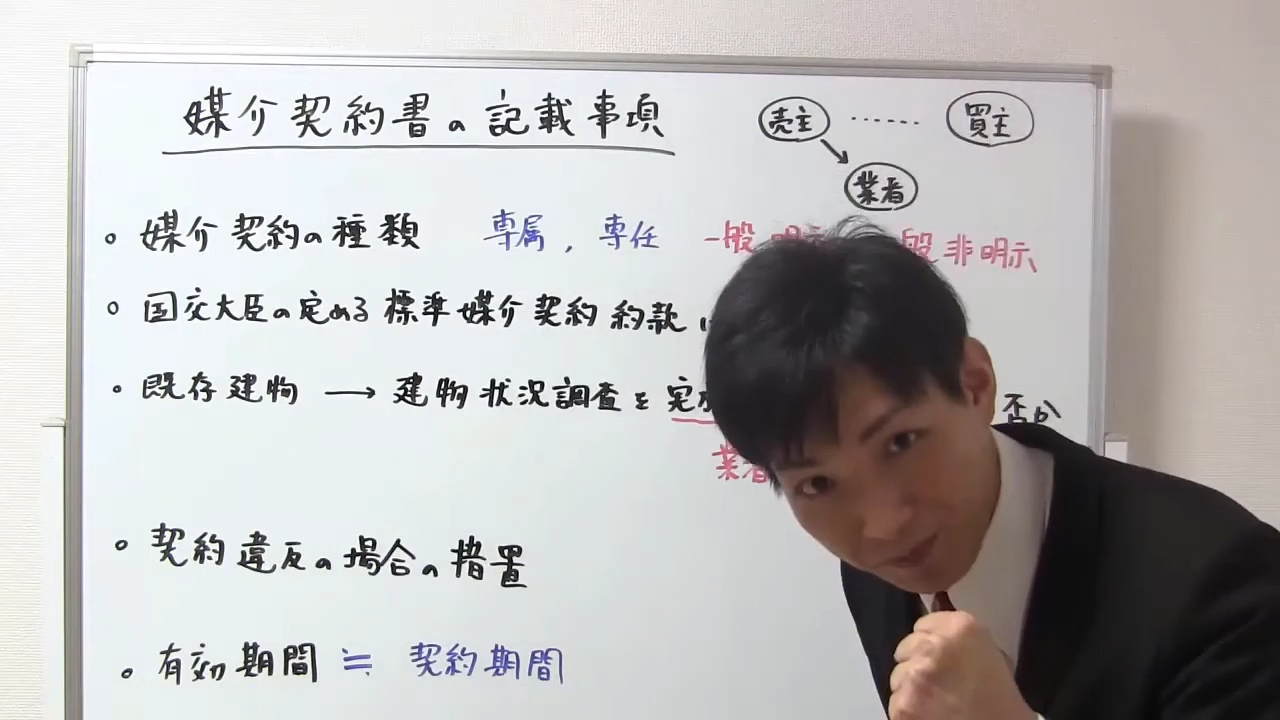 媒介契約書の記載事項
売主 ‥‥‥ 買主
業者
・媒介契約の種類 専属, 専任 一般明示 般非明示
・国交大臣の定める標準媒介契約約款
・既存建物 → 建物状況調査を 否か
業者
・契約違反の場合の措置
・有効期間 ≒ 契約期間